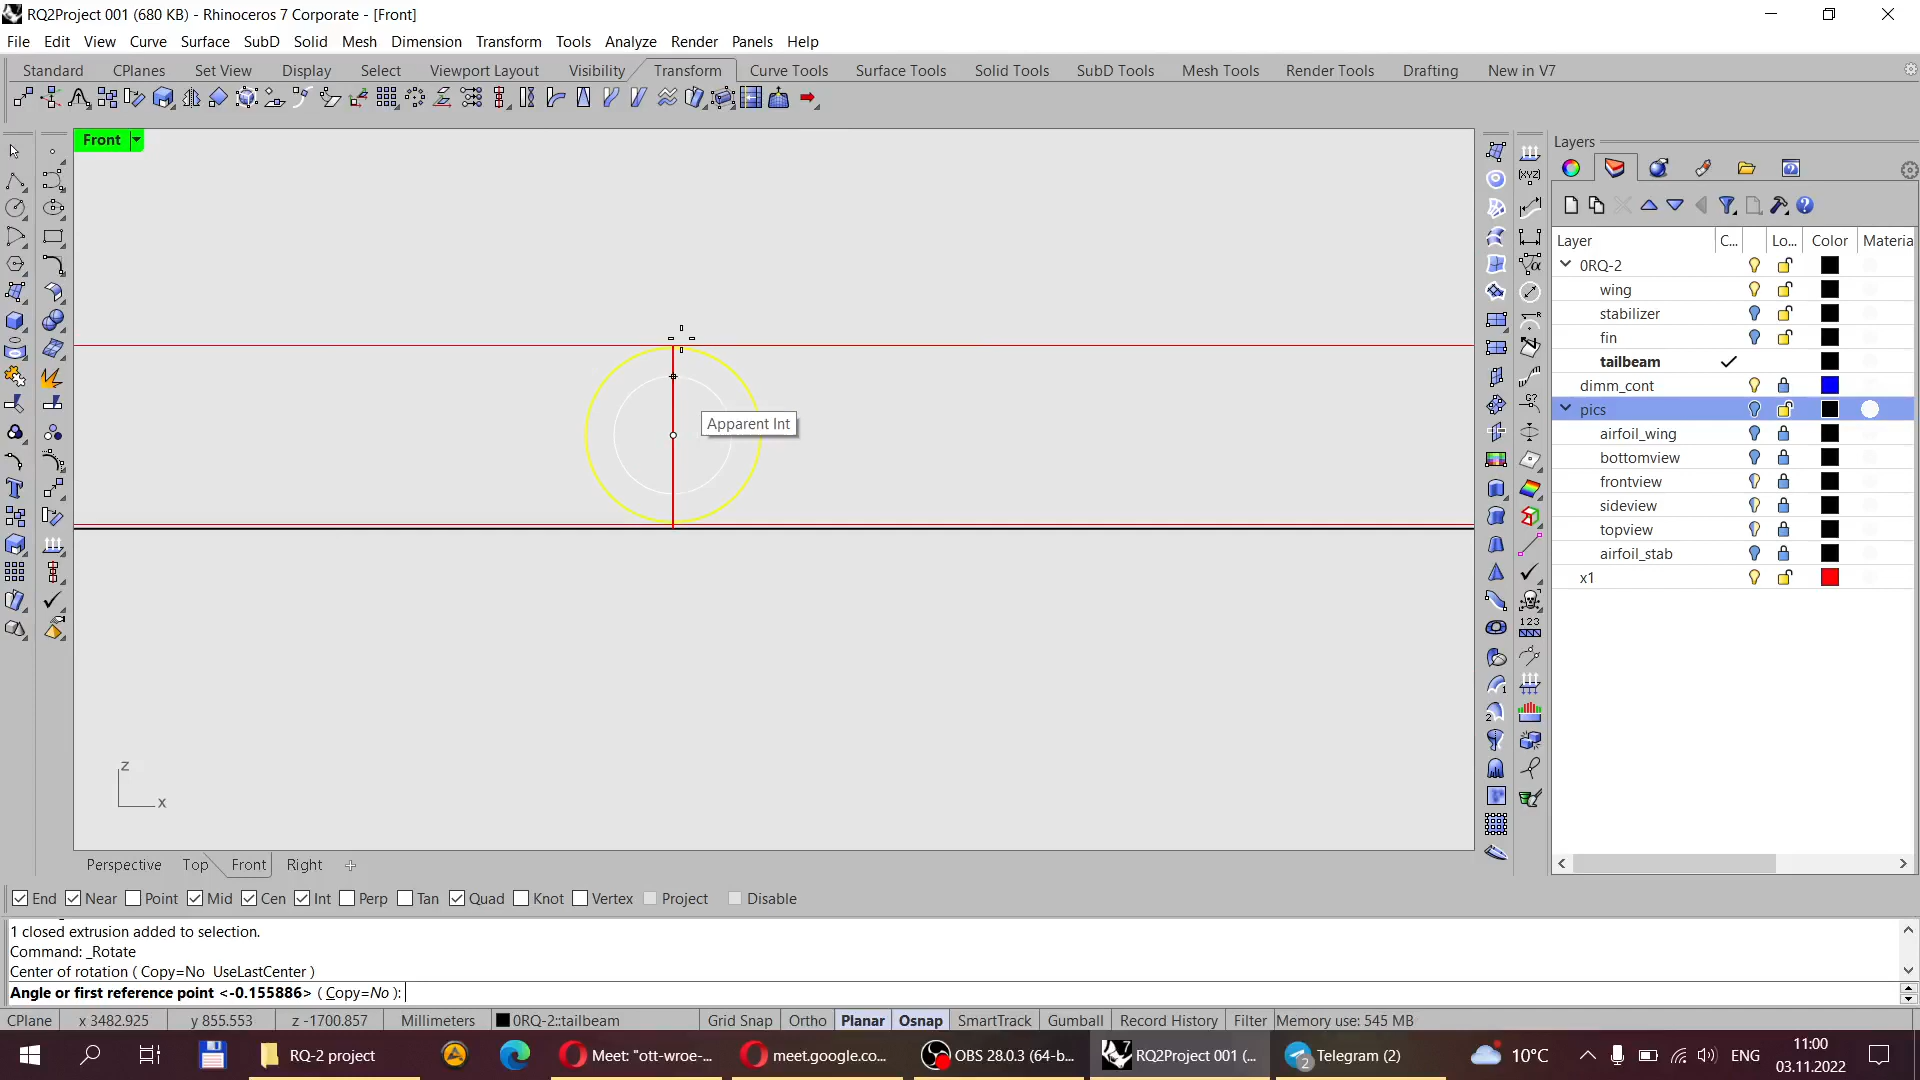 RQ2Project 001 (680 KB) - Rhinoceros 7 Corporate - [Front]
File Edit View Curve Surface SubD Solid Mesh Dimension Transform Tools Analyze Render Panels Help
Standard CPlanes Set View Display Select Viewport Layout Visibility Transform Curve Tools Surface Tools Solid Tools SubD Tools Mesh Tools Render Tools Drafting New in V7
Front
Layers
Layer C... Lo... Color Materia
0RQ-2
wing
stabilizer
fin
tailbeam
dimm_cont
pics
airfoil_wing
bottomview
frontview
sideview
topview
airfoil_stab
x1
Apparent Int
z
x
Perspective Top Front Right
End Near Point Mid Cen Int Perp Tan Quad Knot Vertex Project Disable
1 closed extrusion added to selection.
Command: _Rotate
Center of rotation ( Copy=No UseLastCenter )
Angle or first reference point <-0.155886> ( Copy=No ):
CPlane x 3482.925 y 855.553 z -1700.857 Millimeters 0RQ-2::tailbeam Grid Snap Ortho Planar Osnap SmartTrack Gumball Record History Filter Memory use: 545 MB
RQ-2 project Meet: "ott-wroe-... meet.google.co... OBS 28.0.3 (64-b... RQ2Project 001 (... Telegram (2) 10°C ENG 11:00
03.11.2022